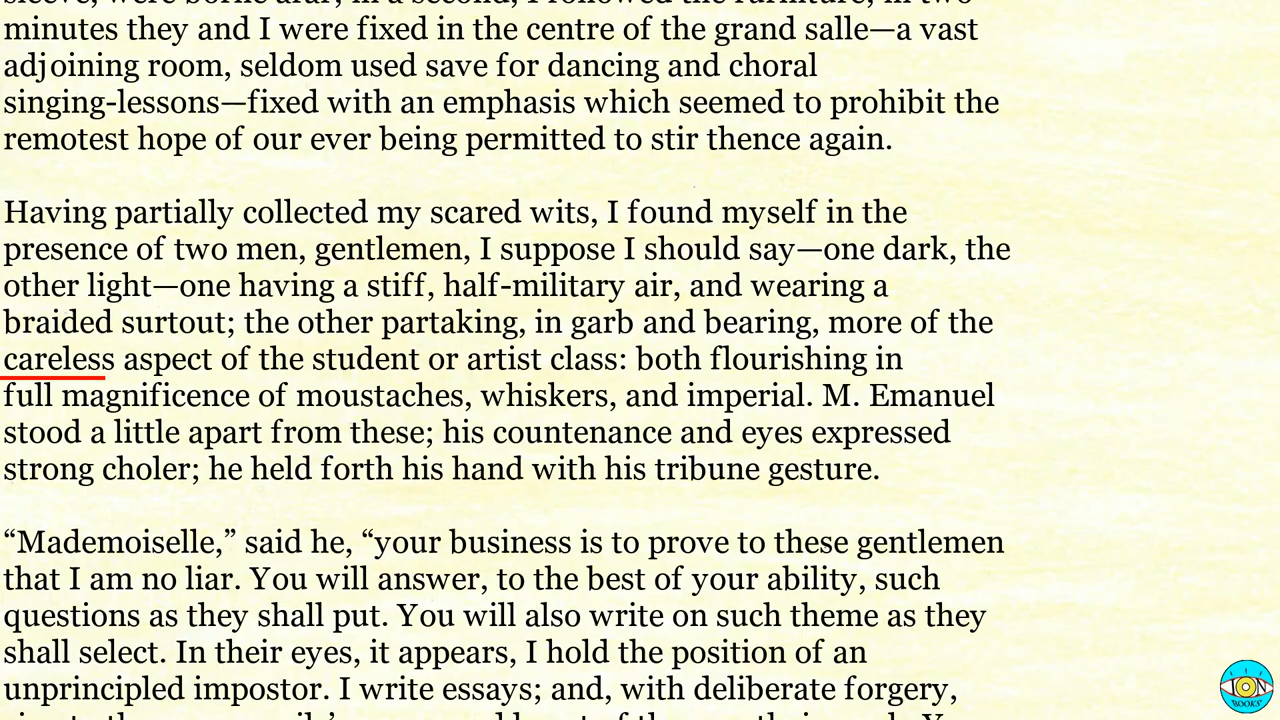 minutes they and I were fixed in the centre of the grand salle—a vast
adjoining room, seldom used save for dancing and choral
singing-lessons—fixed with an emphasis which seemed to prohibit the
remotest hope of our ever being permitted to stir thence again.
Having partially collected my scared wits, I found myself in the
presence of two men, gentlemen, I suppose I should say—one dark, the
other light—one having a stiff, half-military air, and wearing a
braided surtout; the other partaking, in garb and bearing, more of the
careless aspect of the student or artist class: both flourishing in
full magnificence of moustaches, whiskers, and imperial. M. Emanuel
stood a little apart from these; his countenance and eyes expressed
strong choler; he held forth his hand with his tribune gesture.
“Mademoiselle,” said he, “your business is to prove to these gentlemen
that I am no liar. You will answer, to the best of your ability, such
questions as they shall put. You will also write on such theme as they
shall select. In their eyes, it appears, I hold the position of an
unprincipled impostor. I write essays; and, with deliberate forgery,
ION
BOOKS